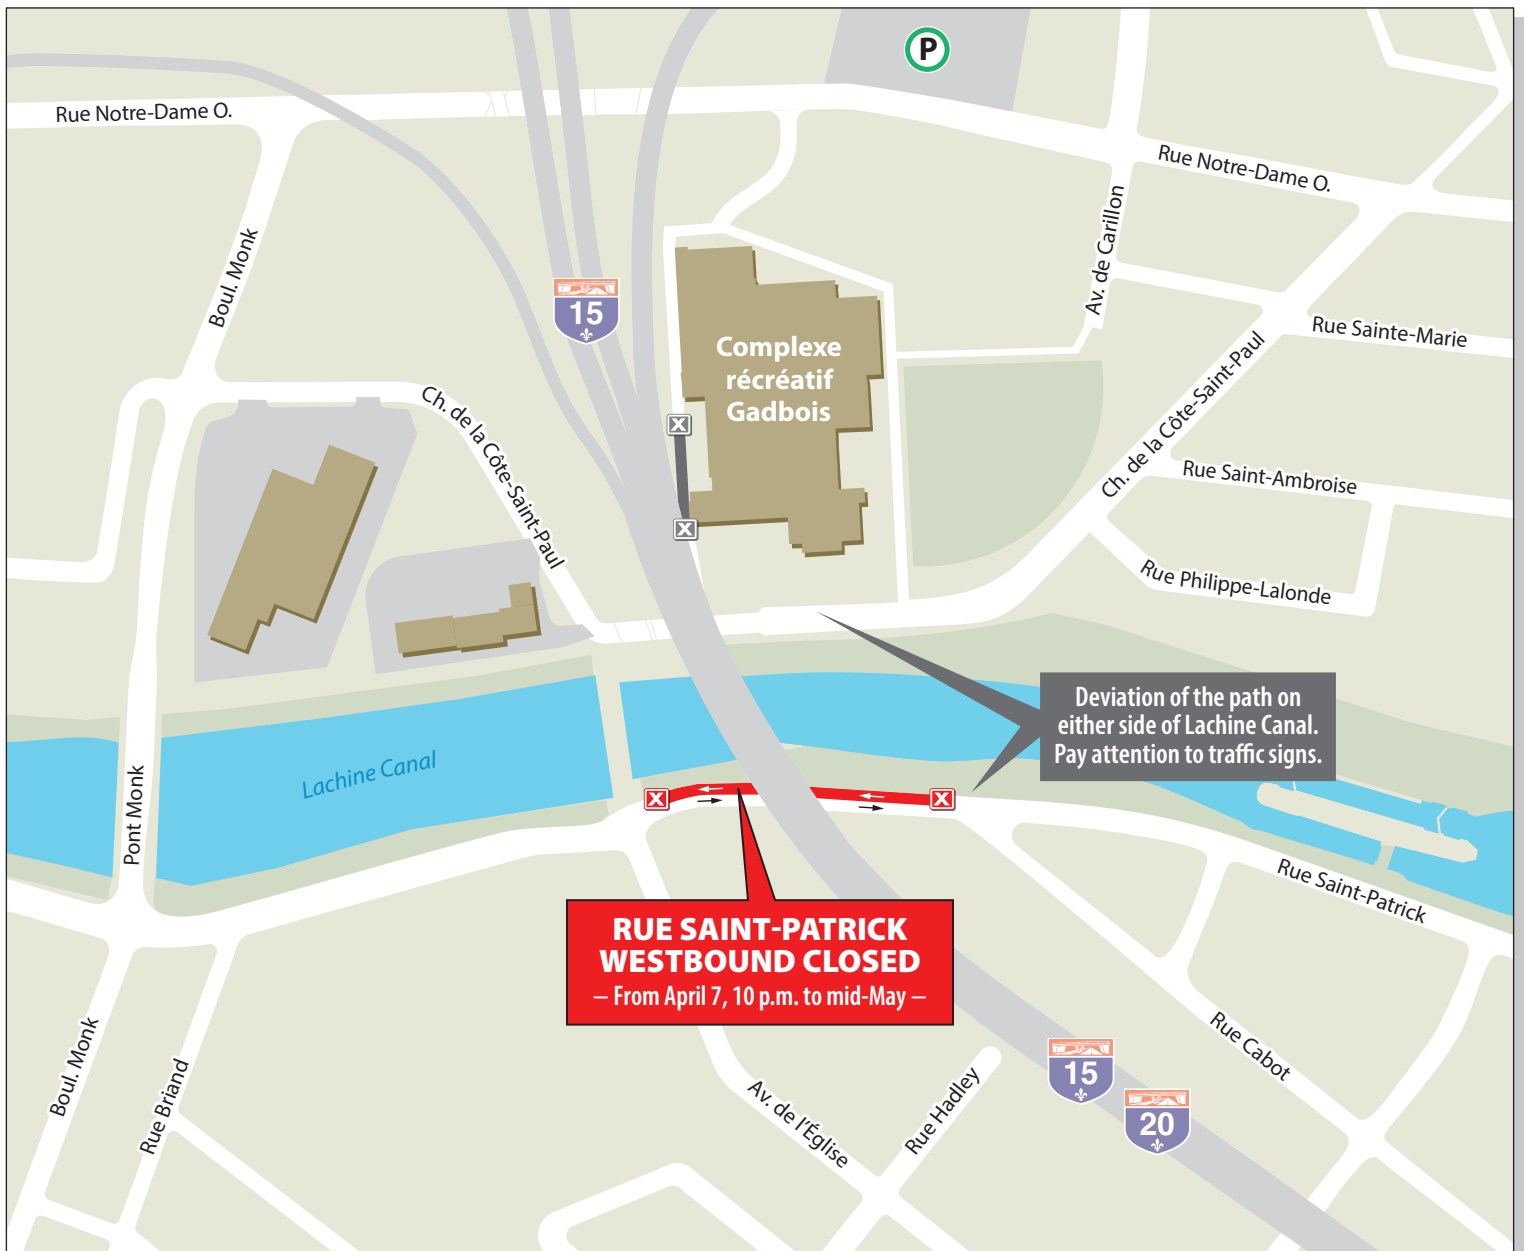 P
Rue Notre-Dame O.
Rue Notre-Dame O.
Boul. Monk
Av. de Carillon
15
Complexe
récréatif
Gadbois
Rue Sainte-Marie
Ch. de la Côte-Saint-Paul
Ch. de la Côte-Saint-Paul
X
Rue Saint-Ambroise
X
Rue Philippe-Lalonde
Deviation of the path on
either side of Lachine Canal.
Pay attention to traffic signs.
Lachine Canal
Pont Monk
X
X
Rue Saint-Patrick
RUE SAINT-PATRICK
WESTBOUND CLOSED
– From April 7, 10 p.m. to mid-May –
Boul. Monk
Rue Briand
Av. de l'Église
Rue Hadley
Rue Cabot
15
20